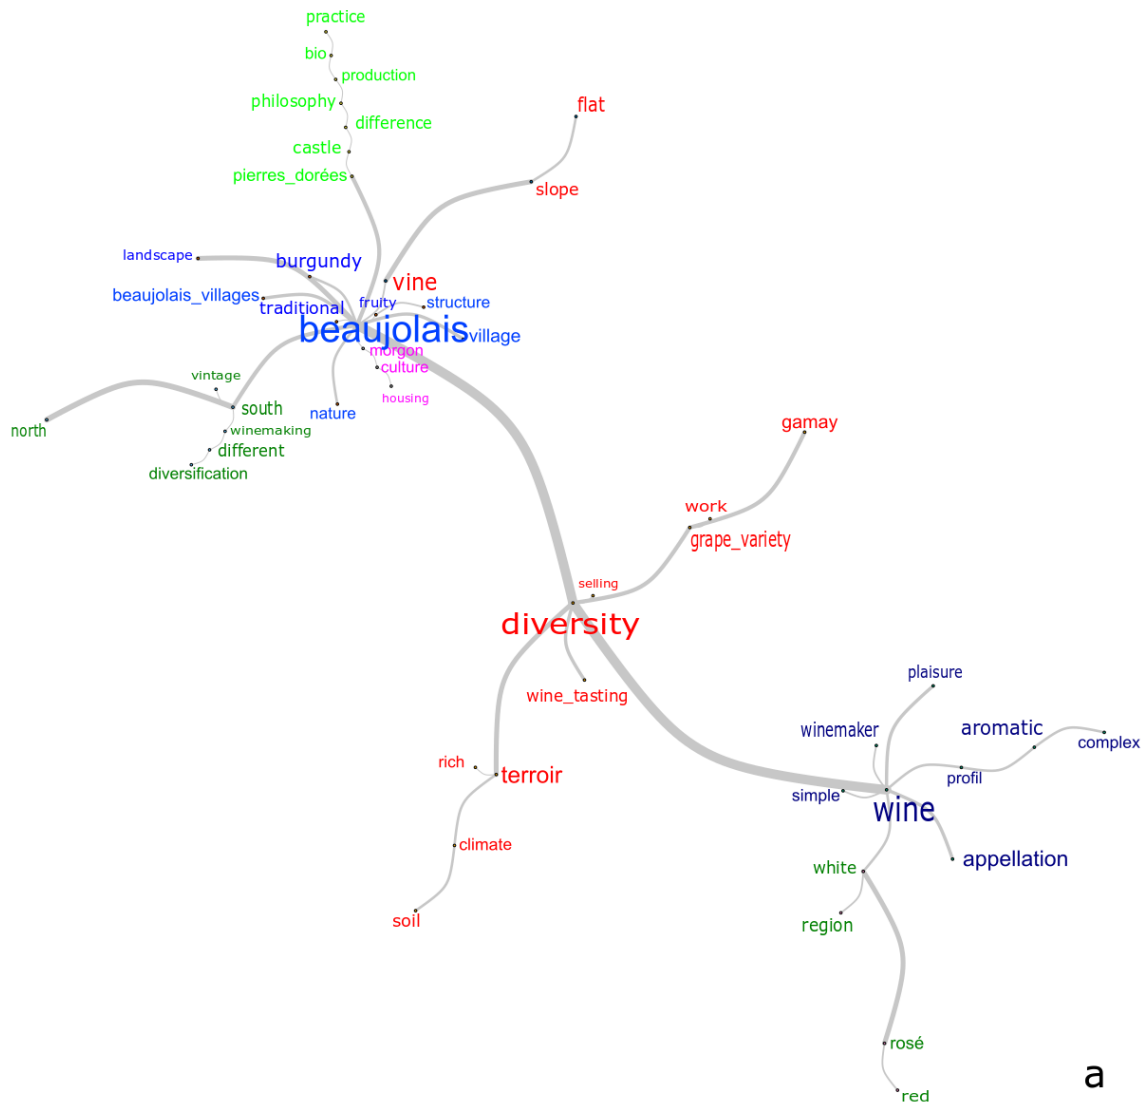 practice
bio
production
philosophy
difference
castle
pierres_dorées
flat
slope
landscape
burgundy
vine
beaujolais_villages
traditional
fruity
structure
beaujolais
village
morgon
culture
housing
nature
vintage
south
north
winemaking
different
diversification
gamay
work
grape_variety
selling
diversity
wine_tasting
rich
terroir
climate
soil
plaisure
winemaker
aromatic
complex
profil
simple
wine
appellation
white
region
rosé
red
a